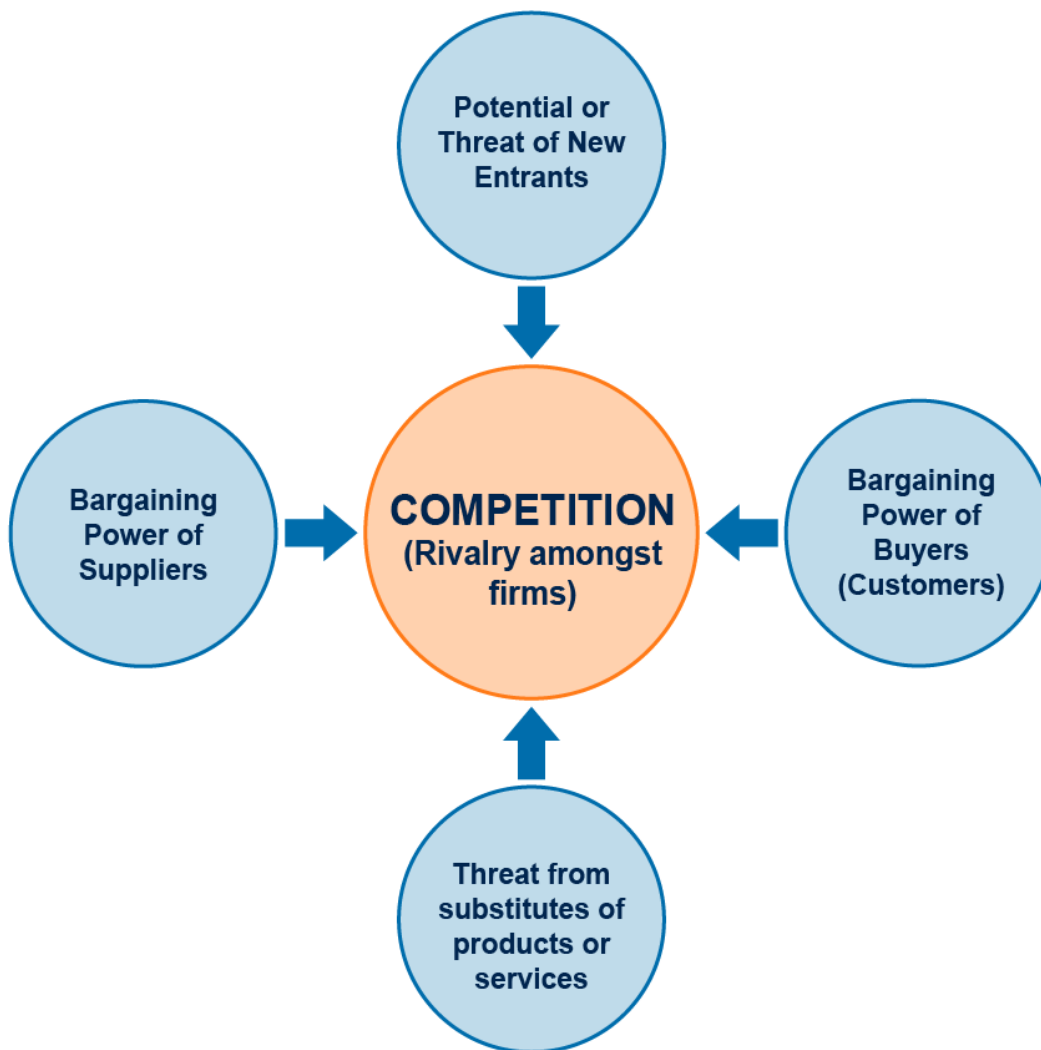 Potential or
Threat of New
Entrants
Bargaining
Power of
Suppliers
COMPETITION
(Rivalry amongst
firms)
Bargaining
Power of
Buyers
(Customers)
Threat from
substitutes of
products or
services